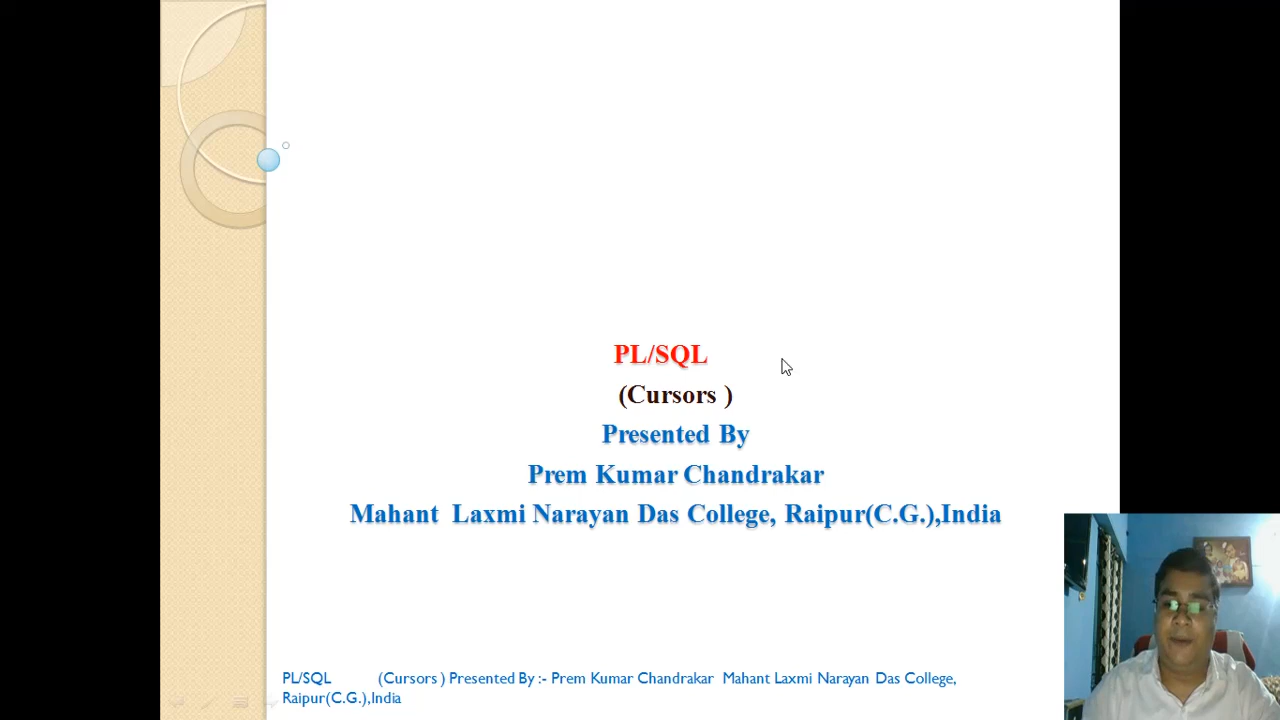 PL/SQL
(Cursors )
Presented By
Prem Kumar Chandrakar
Mahant Laxmi Narayan Das College, Raipur(C.G.),India
PL/SQL (Cursors ) Presented By :- Prem Kumar Chandrakar Mahant Laxmi Narayan Das College,
Raipur(C.G.),India